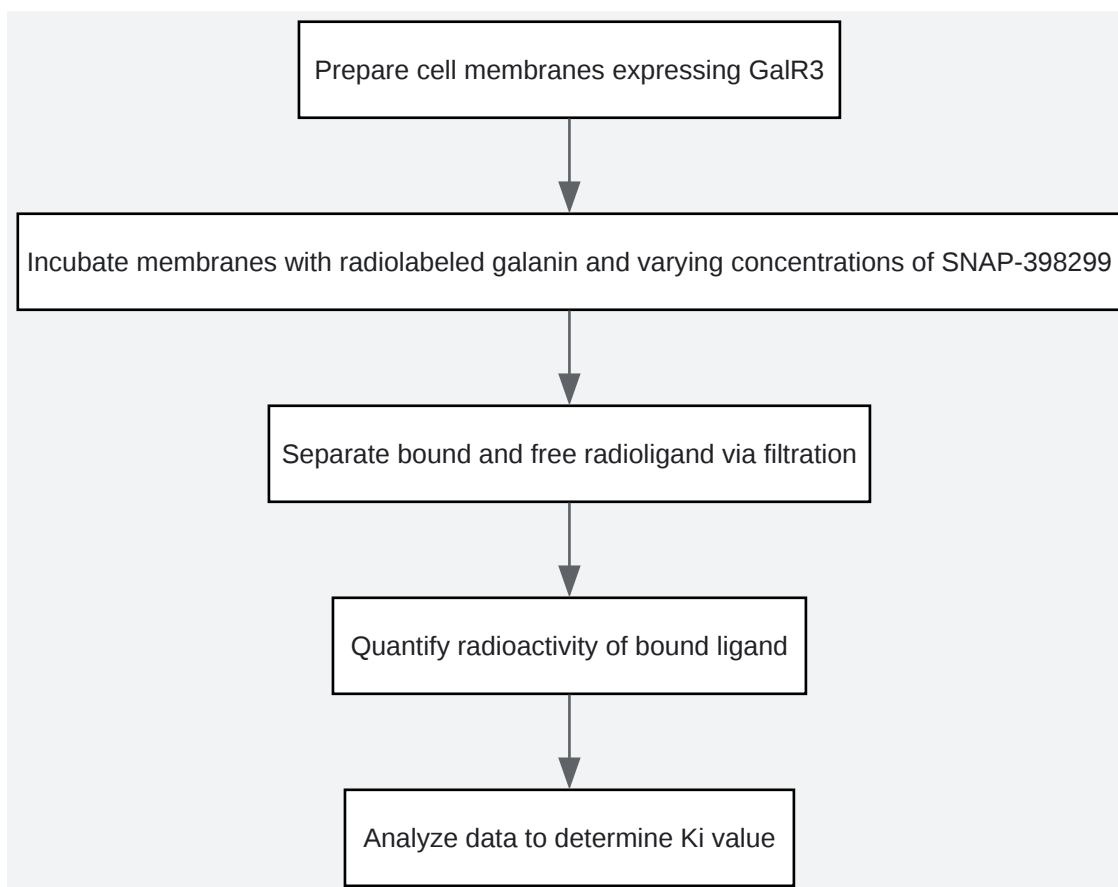 Prepare cell membranes expressing GalR3
Incubate membranes with radiolabeled galanin and varying concentrations of SNAP-398299
Separate bound and free radioligand via filtration
Quantify radioactivity of bound ligand
Analyze data to determine Ki value